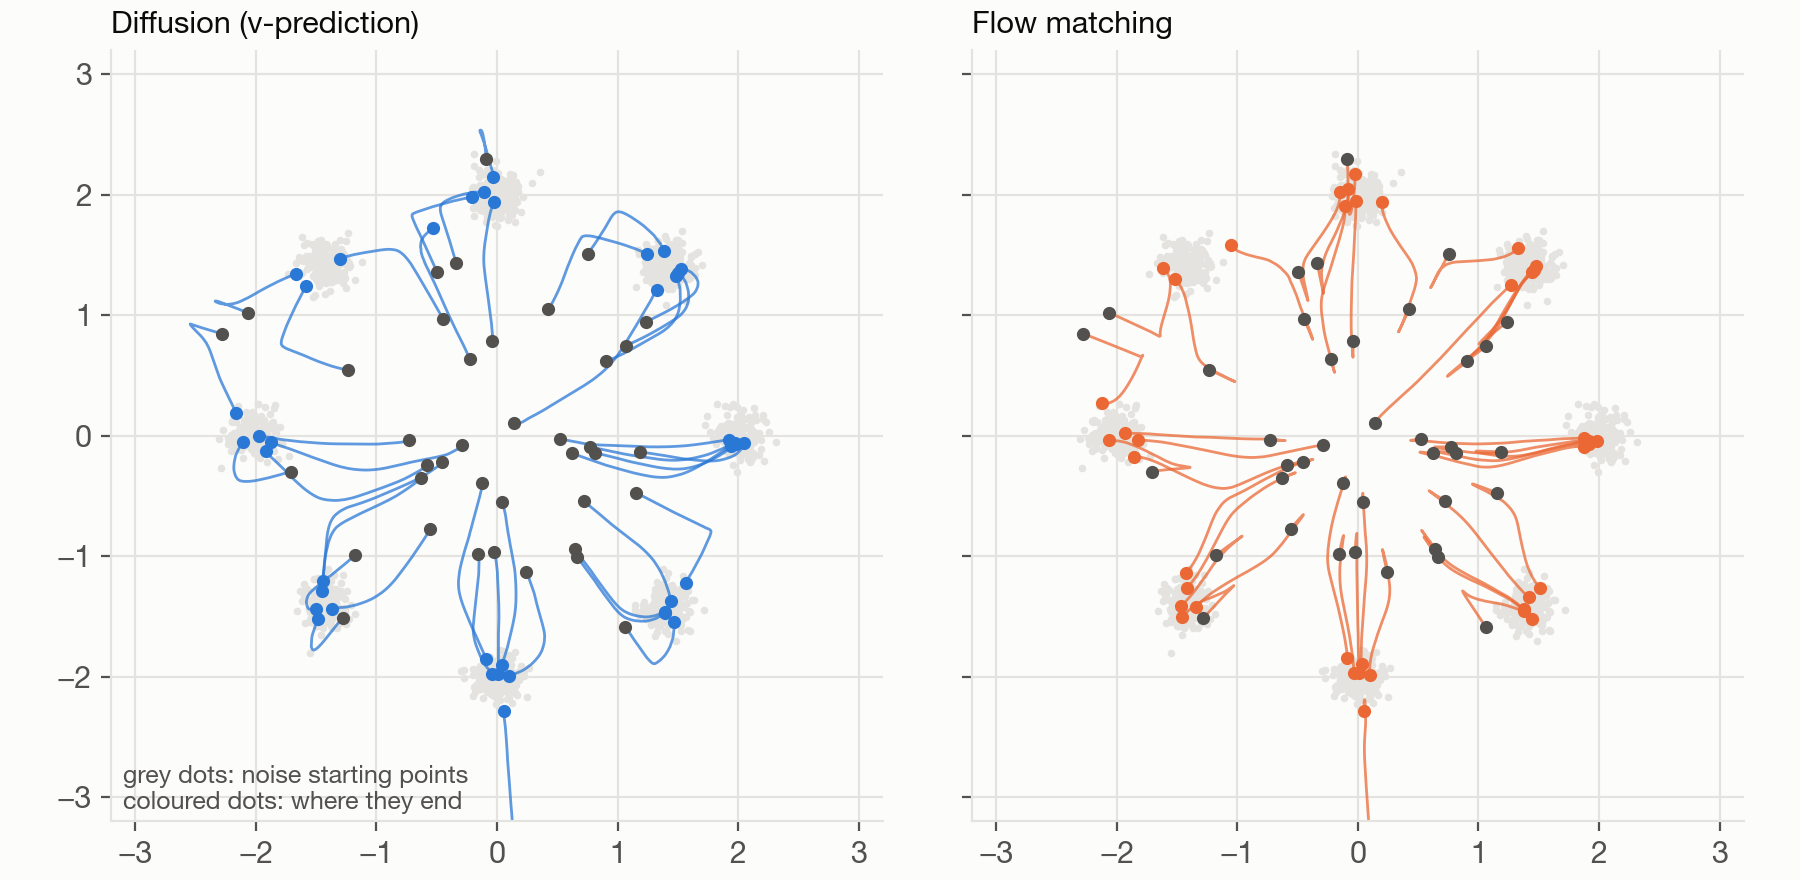 Diffusion (v-prediction)
Flow matching
3
2
1
0
−1
−2
−3
grey dots: noise starting points
coloured dots: where they end
−3 −2 −1 0 1 2 3
−3 −2 −1 0 1 2 3